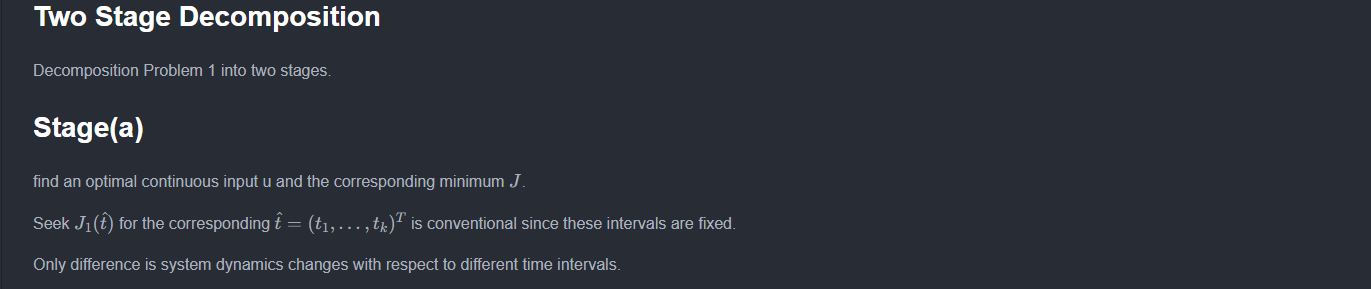 Two Stage Decomposition
Decomposition Problem 1 into two stages.
Stage(a)
find an optimal continuous input u and the corresponding minimum J.
Seek J₁(t̂) for the corresponding t̂ = (t₁, . . . , tₖ)ᵀ is conventional since these intervals are fixed.
Only difference is system dynamics changes with respect to different time intervals.